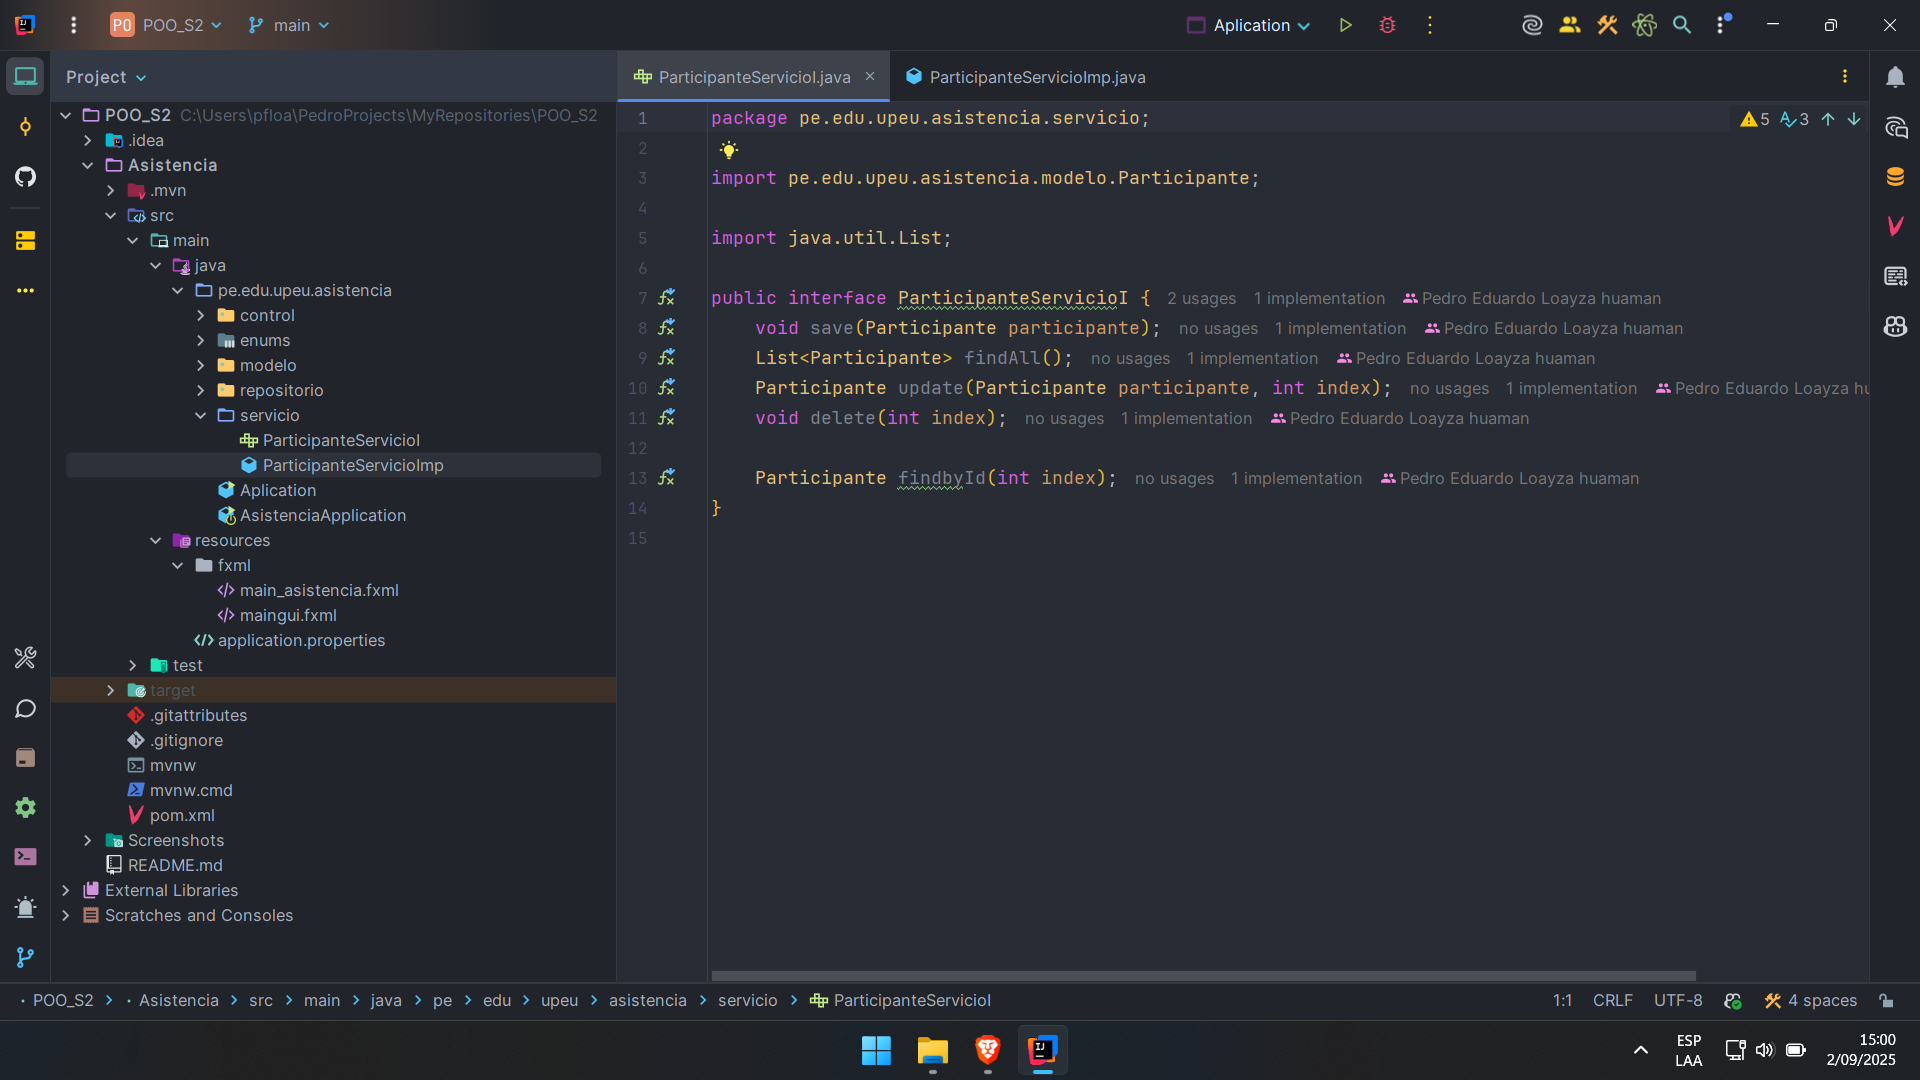 PO POO_S2 main Aplication
Project
POO_S2 C:\Users\pfloa\PedroProjects\MyRepositories\POO_S2
.idea
Asistencia
.mvn
src
main
java
pe.edu.upeu.asistencia
control
enums
modelo
repositorio
servicio
ParticipanteServicioI
ParticipanteServicioImp
Aplication
AsistenciaApplication
resources
fxml
main_asistencia.fxml
maingui.fxml
application.properties
test
target
.gitattributes
.gitignore
mvnw
mvnw.cmd
pom.xml
Screenshots
README.md
External Libraries
Scratches and Consoles
ParticipanteServicioI.java ParticipanteServicioImp.java
1 package pe.edu.upeu.asistencia.servicio; 5 3
2
3 import pe.edu.upeu.asistencia.modelo.Participante;
4
5 import java.util.List;
6
7 public interface ParticipanteServicioI { 2 usages 1 implementation Pedro Eduardo Loayza huaman
8 void save(Participante participante); no usages 1 implementation Pedro Eduardo Loayza huaman
9 List<Participante> findAll(); no usages 1 implementation Pedro Eduardo Loayza huaman
10 Participante update(Participante participante, int index); no usages 1 implementation Pedro Eduardo Loayza hu
11 void delete(int index); no usages 1 implementation Pedro Eduardo Loayza huaman
12
13 Participante findbyId(int index); no usages 1 implementation Pedro Eduardo Loayza huaman
14 }
15
POO_S2 Asistencia src main java pe edu upeu asistencia servicio ParticipanteServicioI 1:1 CRLF UTF-8 4 spaces
ESP
LAA
15:00
2/09/2025